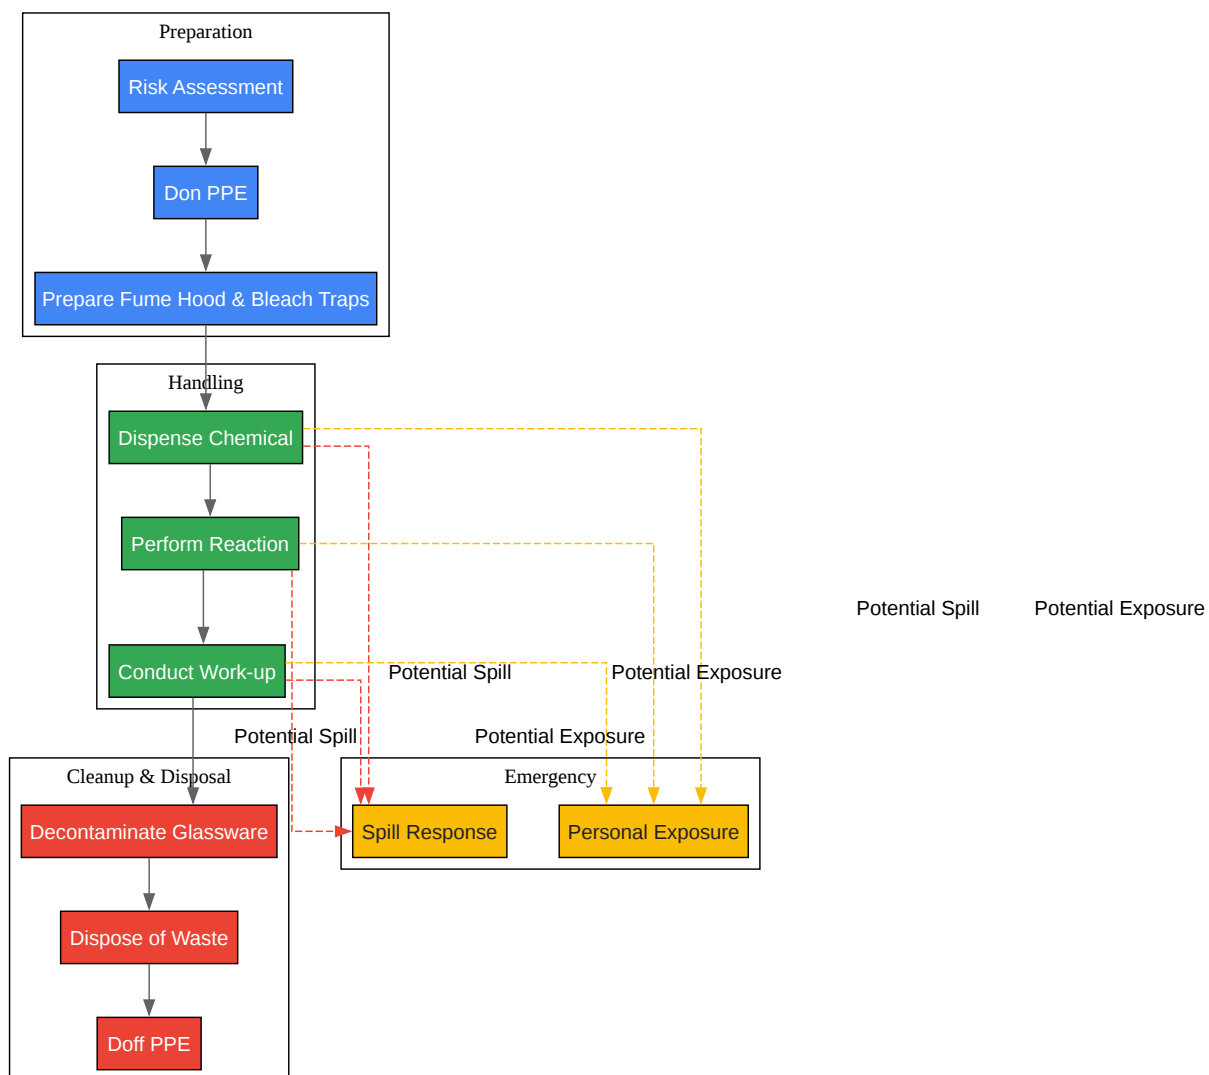 Preparation
Risk Assessment
Don PPE
Prepare Fume Hood & Bleach Traps
Handling
Dispense Chemical
Perform Reaction
Potential Spill
Potential Exposure
Conduct Work-up
Potential Spill
Potential Exposure
Potential Spill
Potential Exposure
Cleanup & Disposal
Emergency
Decontaminate Glassware
Spill Response
Personal Exposure
Dispose of Waste
Doff PPE